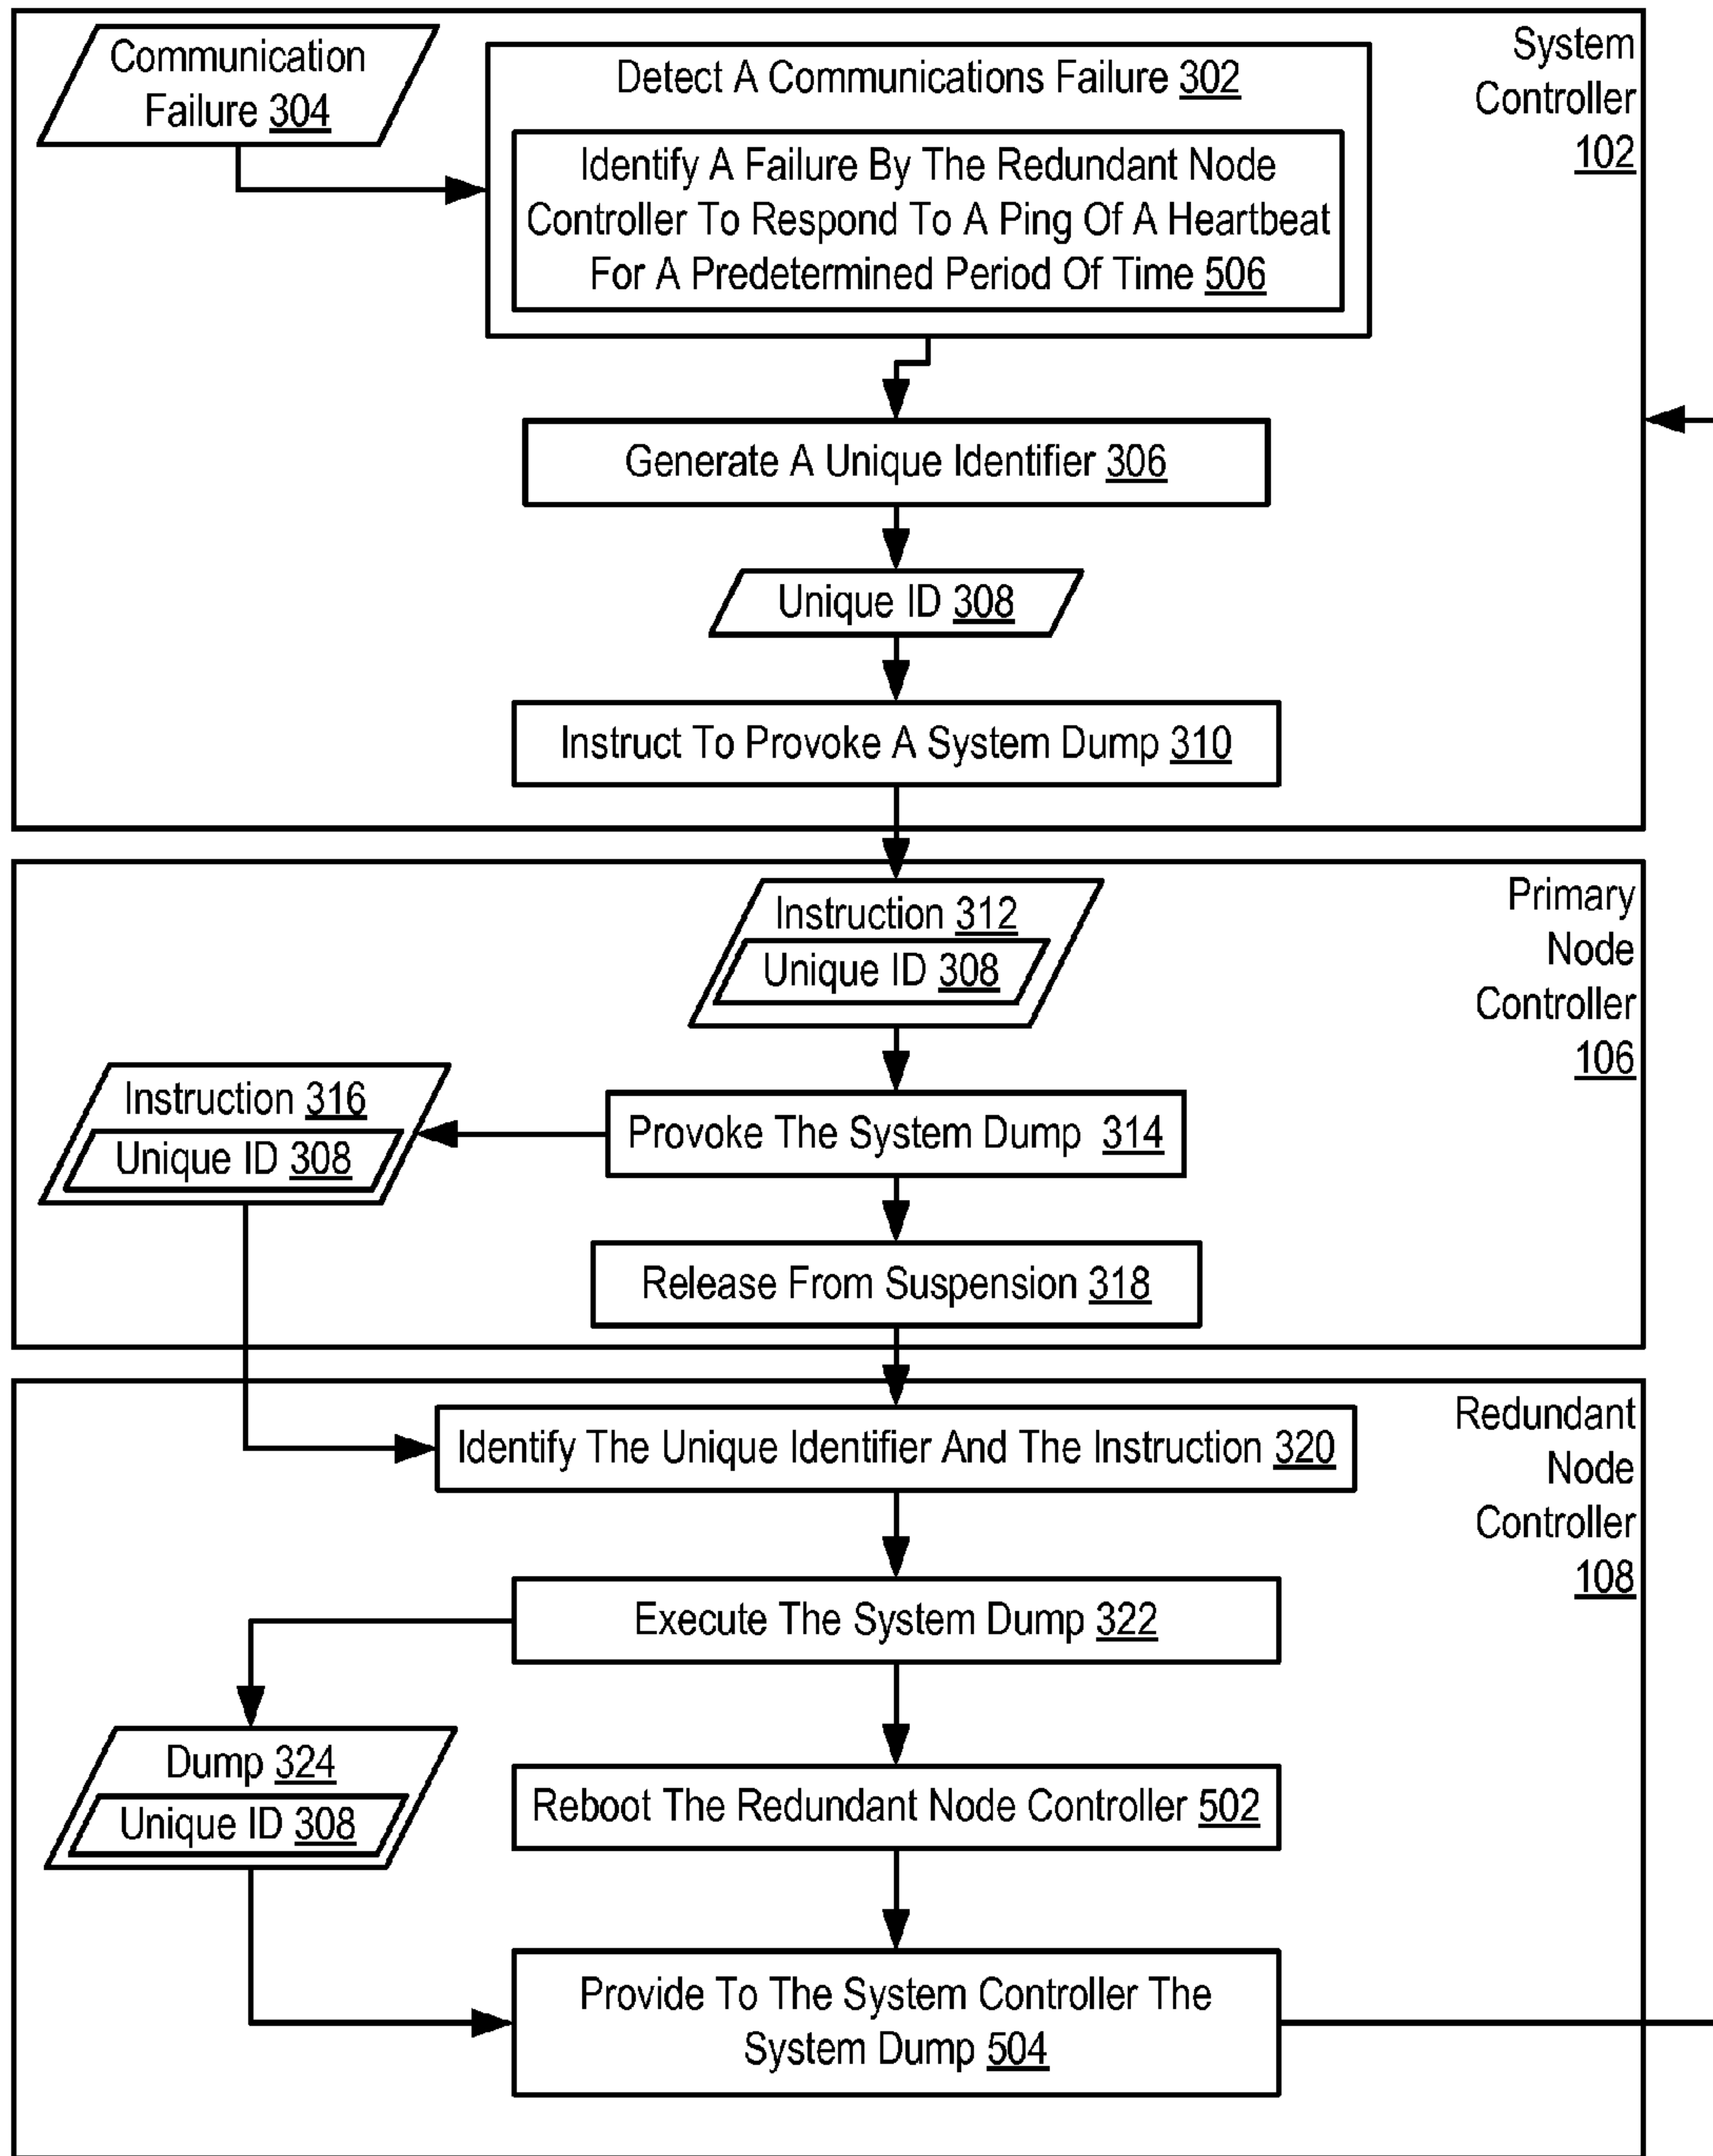 Communication
Failure 304
Detect A Communications Failure 302
Identify A Failure By The Redundant Node
Controller To Respond To A Ping Of A Heartbeat
For A Predetermined Period Of Time 506
System
Controller
102
Generate A Unique Identifier 306
Unique ID 308
Instruct To Provoke A System Dump 310
Instruction 312
Unique ID 308
Primary
Node
Controller
106
Instruction 316
Unique ID 308
Provoke The System Dump 314
Release From Suspension 318
Redundant
Node
Controller
108
Identify The Unique Identifier And The Instruction 320
Execute The System Dump 322
Dump 324
Unique ID 308
Reboot The Redundant Node Controller 502
Provide To The System Controller The
System Dump 504